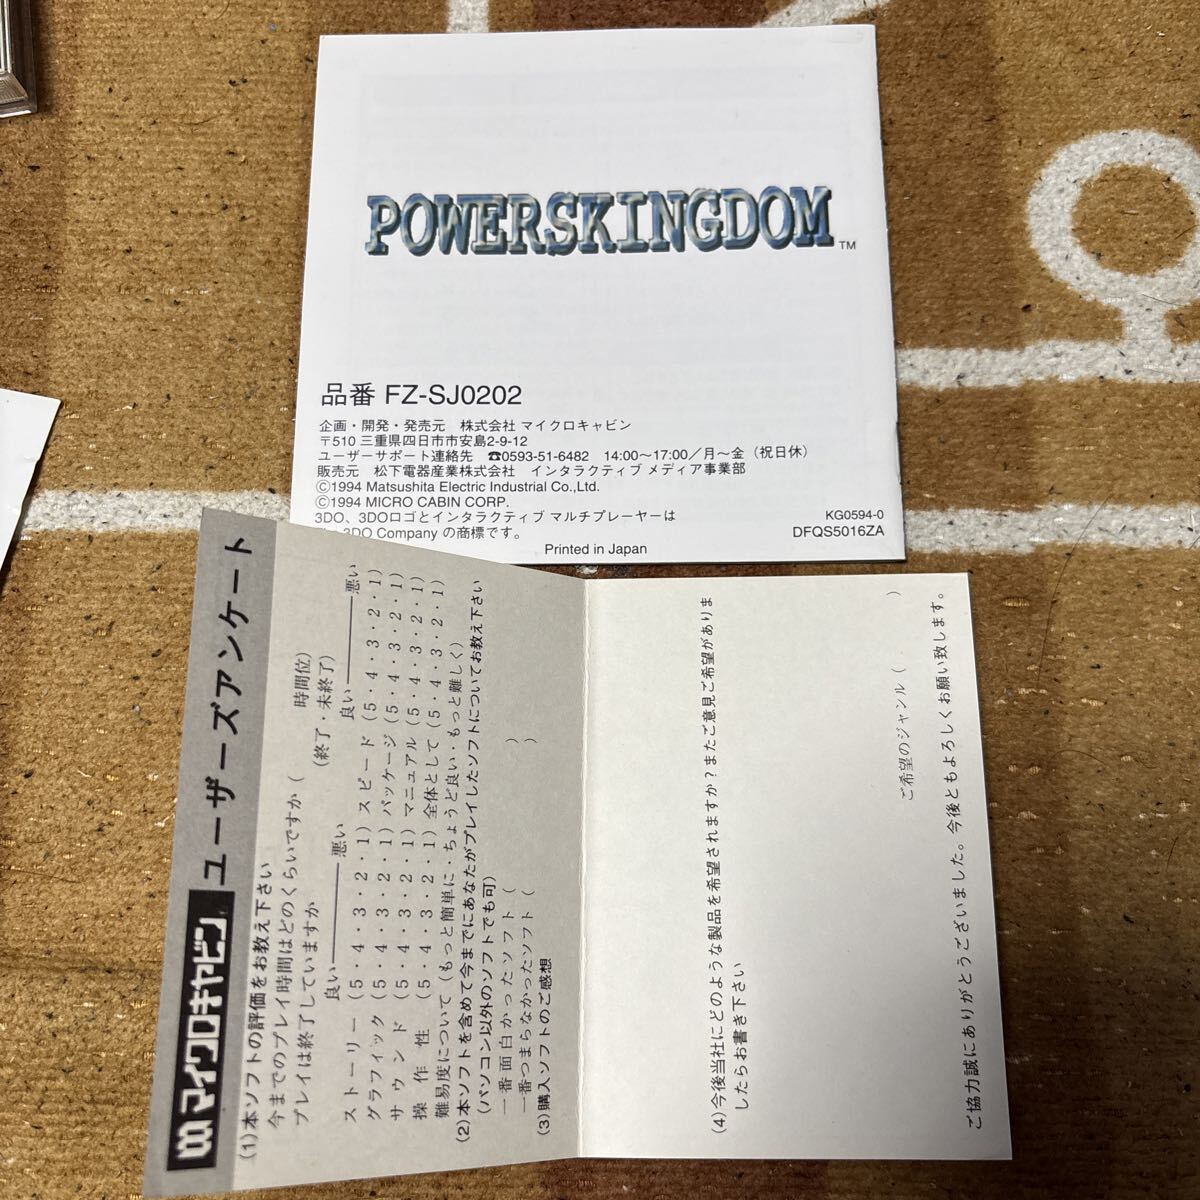 POWERSKINGDOM™
品番 FZ-SJ0202
企画・開発・発売元 株式会社 マイクロキャビン
〒510 三重県四日市市安島2-9-12
ユーザーサポート連絡先 ☎0593-51-6482 14:00〜17:00/月〜金（祝日休）
販売元 松下電器産業株式会社 インタラクティブ メディア事業部
Ⓒ1994 Matsushita Electric Industrial Co.,Ltd.
Ⓒ1994 MICRO CABIN CORP.
3DO、3DOロゴとインタラクティブ マルチプレーヤーは
3DO Company の商標です。
KG0594-0
DFQS5016ZA
Printed in Japan
マイクロキャビン ユーザーズアンケート
(1)本ソフトの評価をお教え下さい
今までのプレイ時間はどのくらいですか( 時間位)
プレイは終了していますか (終了・未終了)
良い――――悪い 良い――――悪い
ストーリー (5・4・3・2・1) スピード (5・4・3・2・1)
グラフィック (5・4・3・2・1) パッケージ (5・4・3・2・1)
サウンド (5・4・3・2・1) マニュアル (5・4・3・2・1)
操作性 (5・4・3・2・1) 全体として (5・4・3・2・1)
難易度について (もっと簡単に・ちょうど良い・もっと難しく)
(2)本ソフトを含めて今までにあなたがプレイしたソフトについてお教え下さい
(パソコン以外のソフトでも可)
一番面白かったソフト( )
一番つまらなかったソフト( )
(3)購入ソフトのご感想
(4)今後当社にどのような製品を希望されますか?またご意見ご希望がありま
したらお書き下さい
ご希望のジャンル( )
ご協力誠にありがとうございました。今後ともよろしくお願い致します。